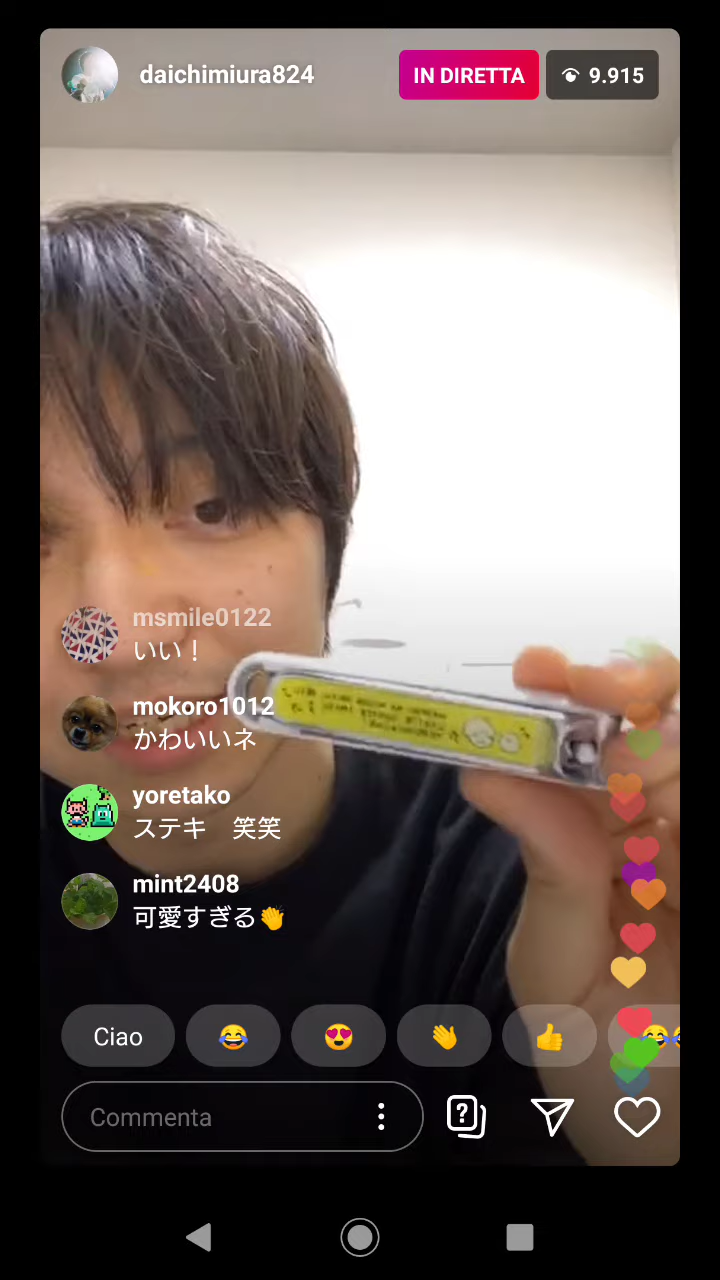 daichimiura824
IN DIRETTA
9.915
msmile0122
いい！
mokoro1012
かわいいネ
yoretako
ステキ　笑笑
mint2408
可愛すぎる👏
Ciao
Commenta